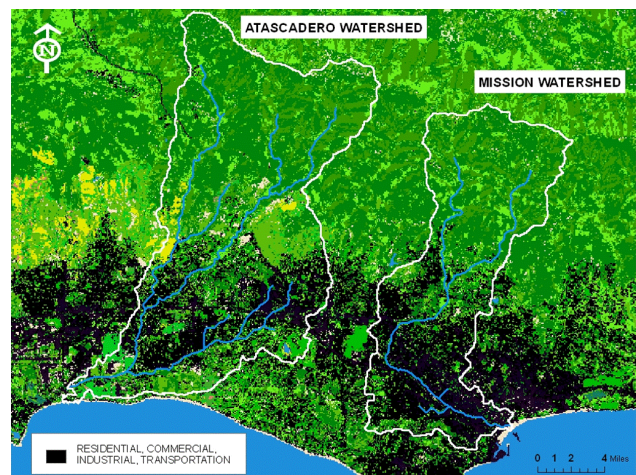 ATASCADERO WATERSHED
N
MISSION WATERSHED
RESIDENTIAL, COMMERCIAL,
INDUSTRIAL, TRANSPORTATION
0 1 2 4 Miles